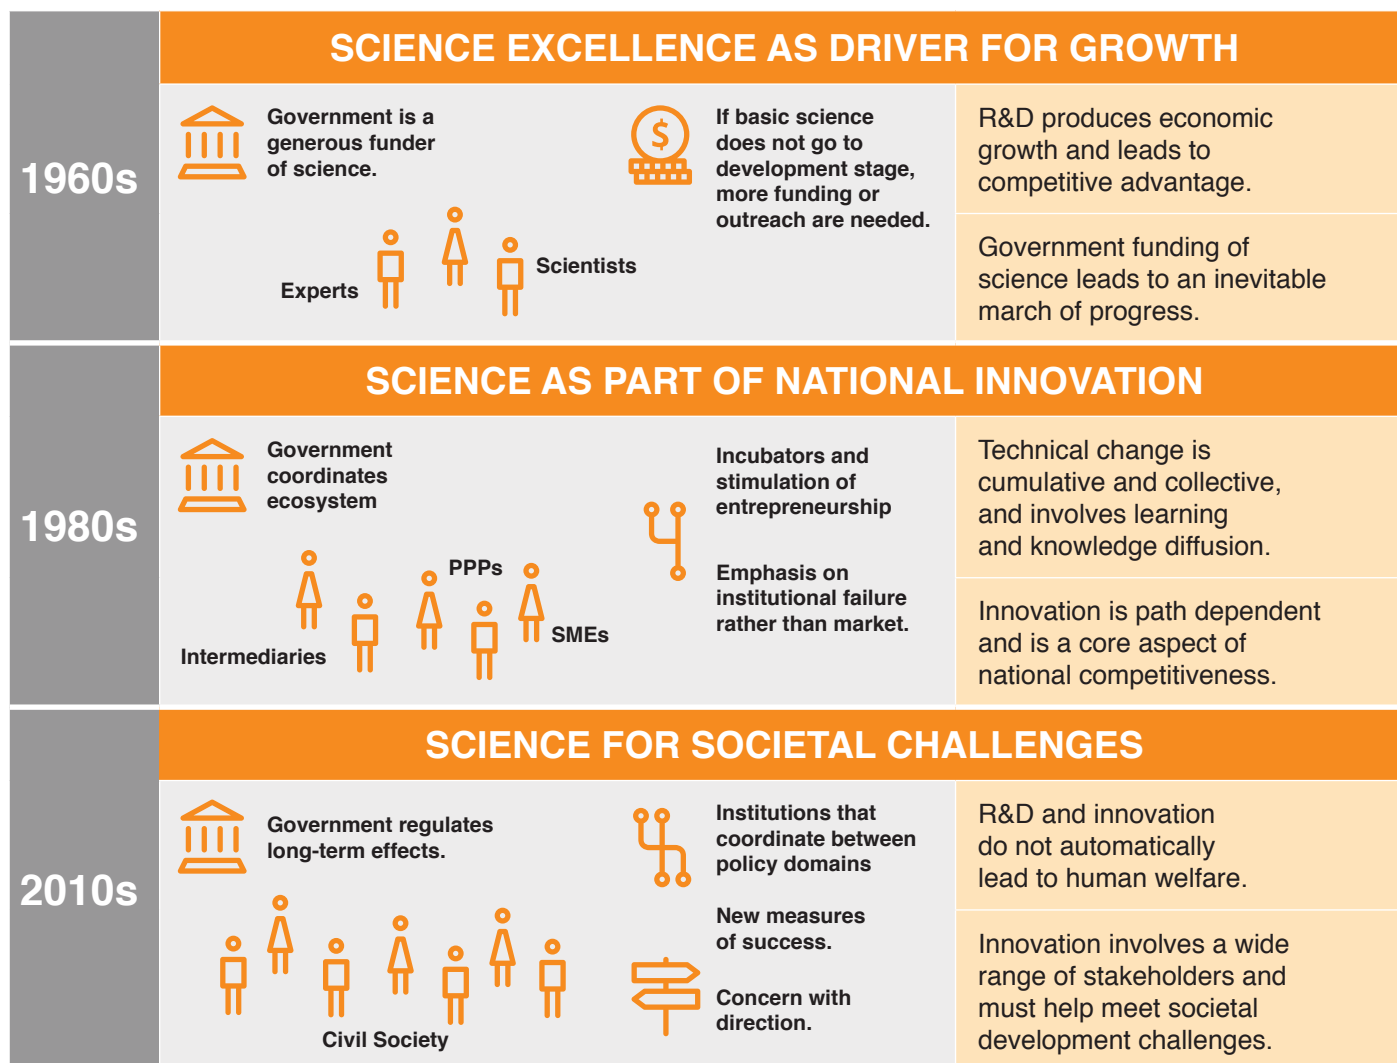 SCIENCE EXCELLENCE AS DRIVER FOR GROWTH
1960s
Government is a
generous funder
of science.
Experts
Scientists
$
If basic science
does not go to
development stage,
more funding or
outreach are needed.
R&D produces economic
growth and leads to
competitive advantage.
Government funding of
science leads to an inevitable
march of progress.
SCIENCE AS PART OF NATIONAL INNOVATION
1980s
Government
coordinates
ecosystem
PPPs
SMEs
Intermediaries
Incubators and
stimulation of
entrepreneurship
Emphasis on
institutional failure
rather than market.
Technical change is
cumulative and collective,
and involves learning
and knowledge diffusion.
Innovation is path dependent
and is a core aspect of
national competitiveness.
SCIENCE FOR SOCIETAL CHALLENGES
2010s
Government regulates
long-term effects.
Civil Society
Institutions that
coordinate between
policy domains
New measures
of success.
Concern with
direction.
R&D and innovation
do not automatically
lead to human welfare.
Innovation involves a wide
range of stakeholders and
must help meet societal
development challenges.